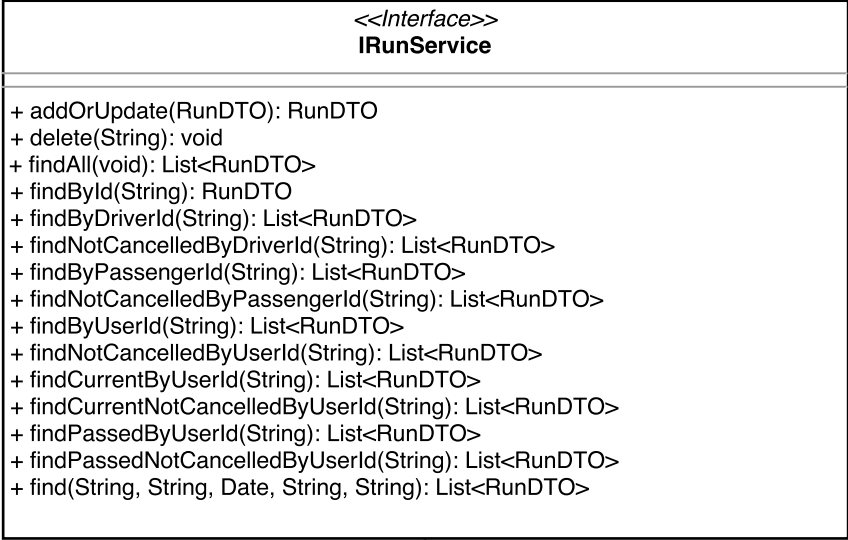 <<Interface>>
IRunService
+ addOrUpdate(RunDTO): RunDTO
+ delete(String): void
+ findAll(void): List<RunDTO>
+ findById(String): RunDTO
+ findByDriverId(String): List<RunDTO>
+ findNotCancelledByDriverId(String): List<RunDTO>
+ findByPassengerId(String): List<RunDTO>
+ findNotCancelledByPassengerId(String): List<RunDTO>
+ findByUserId(String): List<RunDTO>
+ findNotCancelledByUserId(String): List<RunDTO>
+ findCurrentByUserId(String): List<RunDTO>
+ findCurrentNotCancelledByUserId(String): List<RunDTO>
+ findPassedByUserId(String): List<RunDTO>
+ findPassedNotCancelledByUserId(String): List<RunDTO>
+ find(String, String, Date, String, String): List<RunDTO>